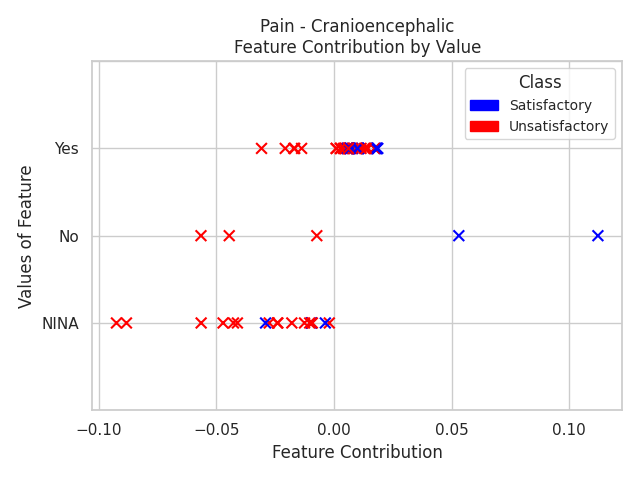 Pain - Cranioencephalic
Feature Contribution by Value
Class
Satisfactory
Unsatisfactory
Values of Feature
Yes
No
NINA
−0.10
−0.05
0.00
0.05
0.10
Feature Contribution